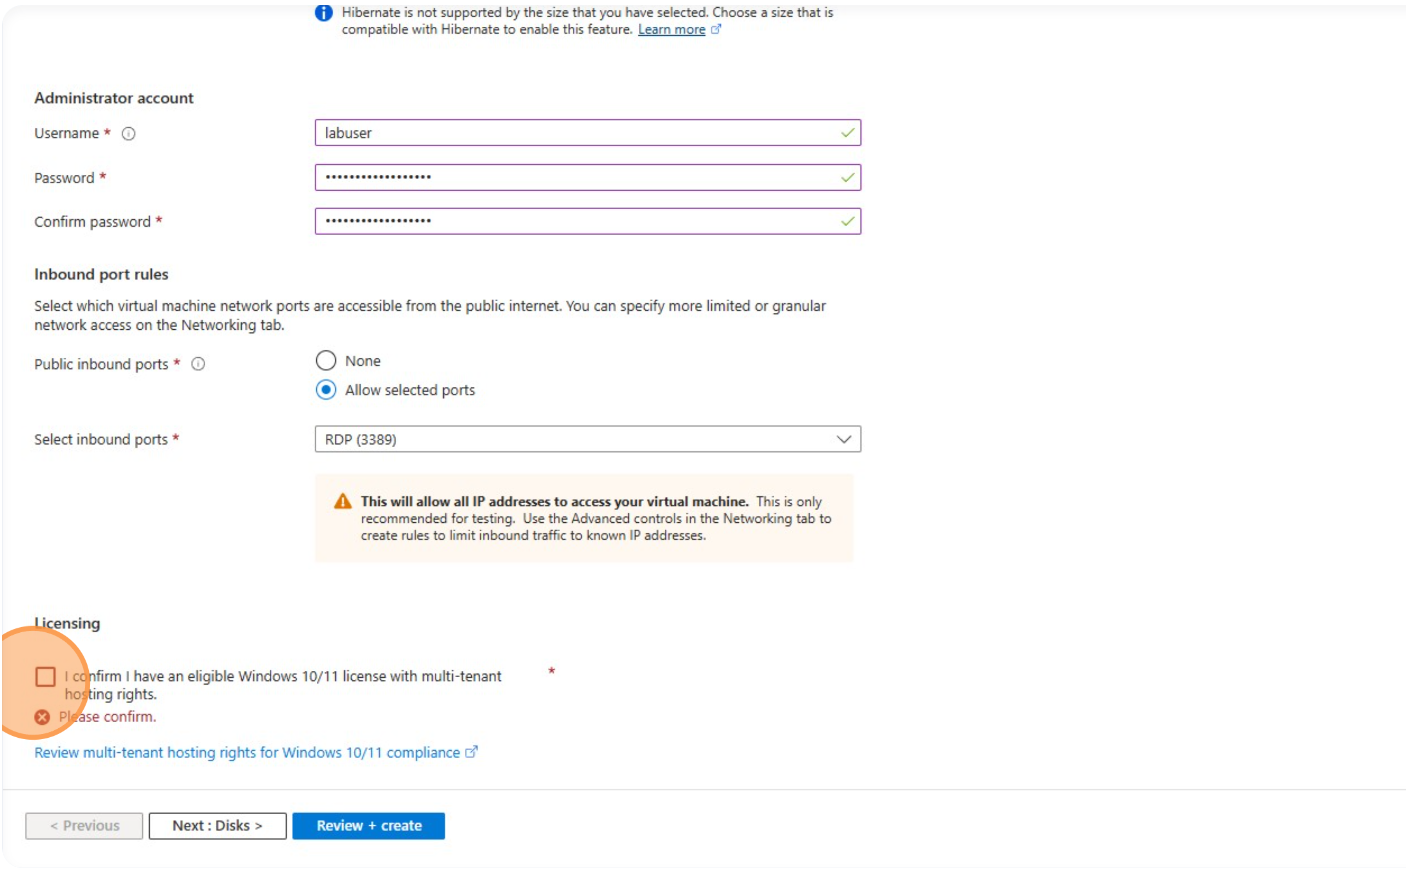 Hibernate is not supported by the size that you have selected. Choose a size that is
compatible with Hibernate to enable this feature. Learn more
Administrator account
Username *
labuser
Password *
••••••••••••••••••
Confirm password *
••••••••••••••••••
Inbound port rules
Select which virtual machine network ports are accessible from the public internet. You can specify more limited or granular
network access on the Networking tab.
Public inbound ports *
None
Allow selected ports
Select inbound ports *
RDP (3389)
This will allow all IP addresses to access your virtual machine. This is only
recommended for testing. Use the Advanced controls in the Networking tab to
create rules to limit inbound traffic to known IP addresses.
Licensing
I confirm I have an eligible Windows 10/11 license with multi-tenant *
hosting rights.
Please confirm.
Review multi-tenant hosting rights for Windows 10/11 compliance
< Previous
Next : Disks >
Review + create